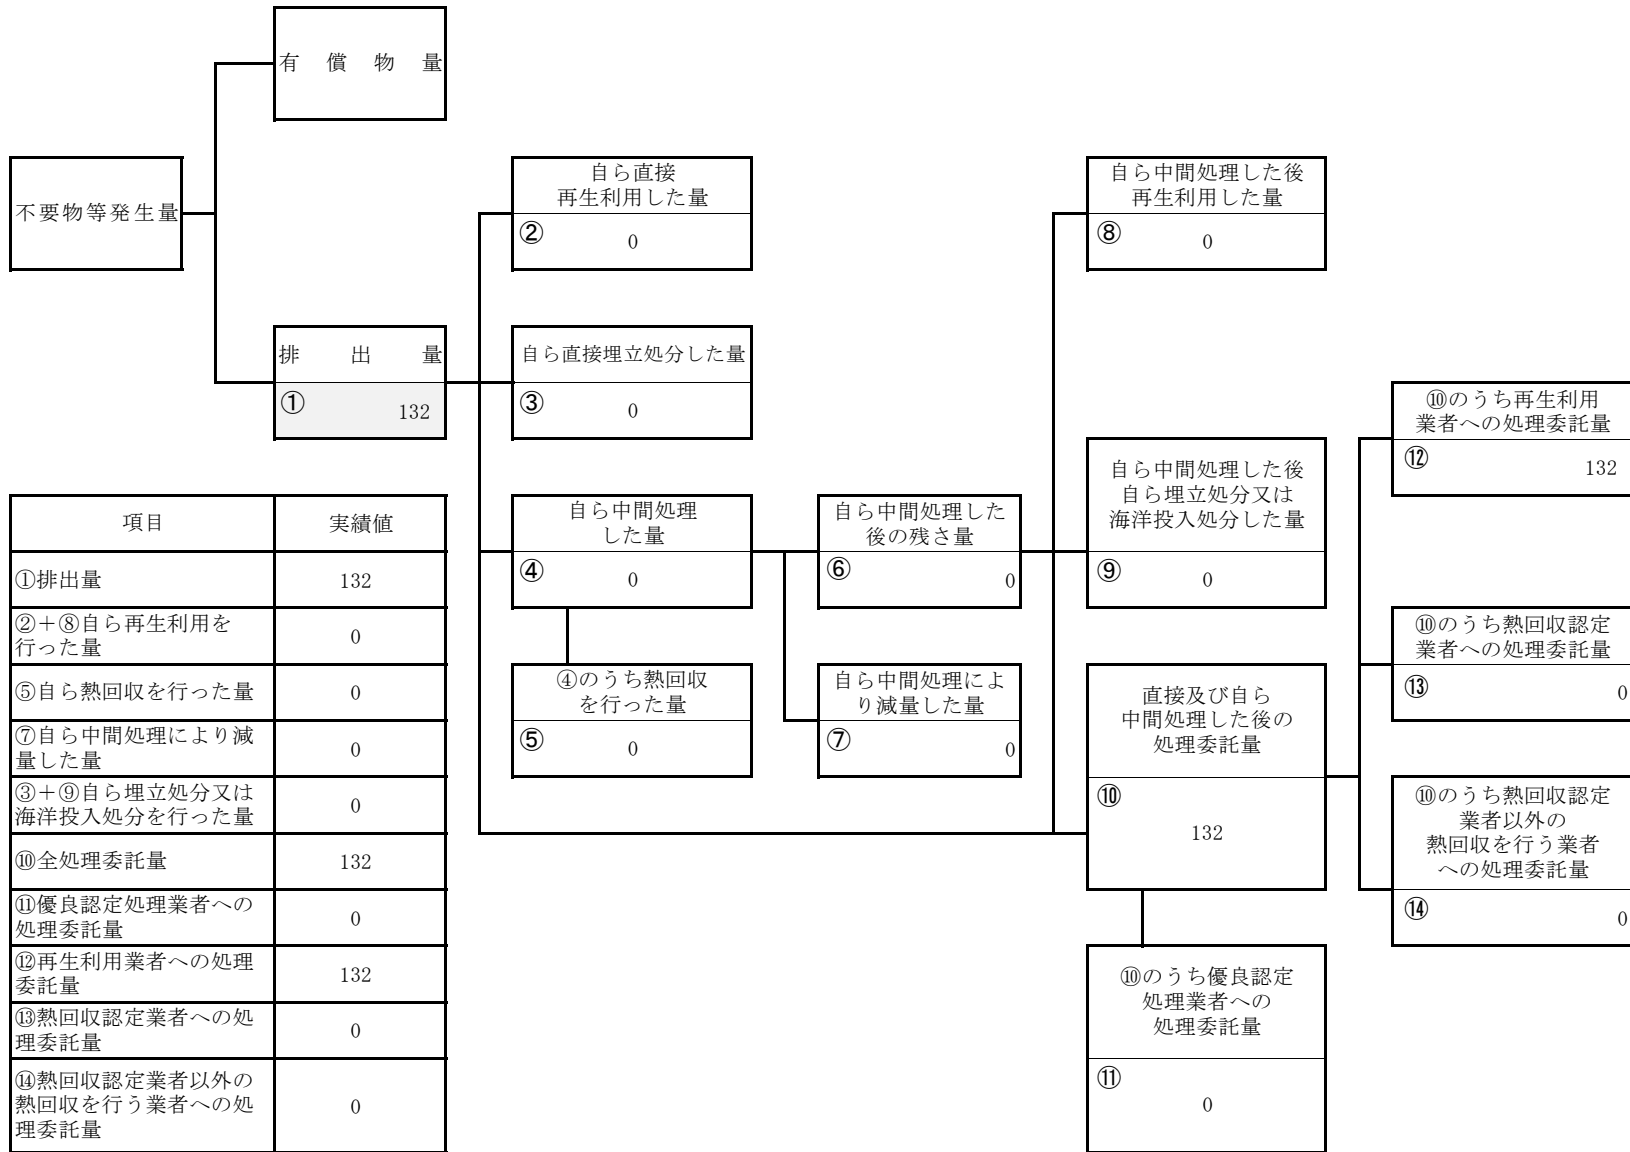 有償物量
不要物等発生量
排出量
① 132
自ら直接
再生利用した量
② 0
自ら直接埋立処分した量
③ 0
自ら中間処理
した量
④ 0
④のうち熱回収
を行った量
⑤ 0
自ら中間処理した
後の残さ量
⑥ 0
自ら中間処理によ
り減量した量
⑦ 0
自ら中間処理した後
再生利用した量
⑧ 0
自ら中間処理した後
自ら埋立処分又は
海洋投入処分した量
⑨ 0
直接及び自ら
中間処理した後の
処理委託量
⑩
132
⑩のうち優良認定
処理業者への
処理委託量
⑪
0
⑩のうち再生利用
業者への処理委託量
⑫ 132
⑩のうち熱回収認定
業者への処理委託量
⑬ 0
⑩のうち熱回収認定
業者以外の
熱回収を行う業者
への処理委託量
⑭ 0
項目 実績値
①排出量 132
②+⑧自ら再生利用を
行った量 0
⑤自ら熱回収を行った量 0
⑦自ら中間処理により減
量した量 0
③+⑨自ら埋立処分又は
海洋投入処分を行った量 0
⑩全処理委託量 132
⑪優良認定処理業者への
処理委託量 0
⑫再生利用業者への処理
委託量 132
⑬熱回収認定業者への処
理委託量 0
⑭熱回収認定業者以外の
熱回収を行う業者への処
理委託量 0